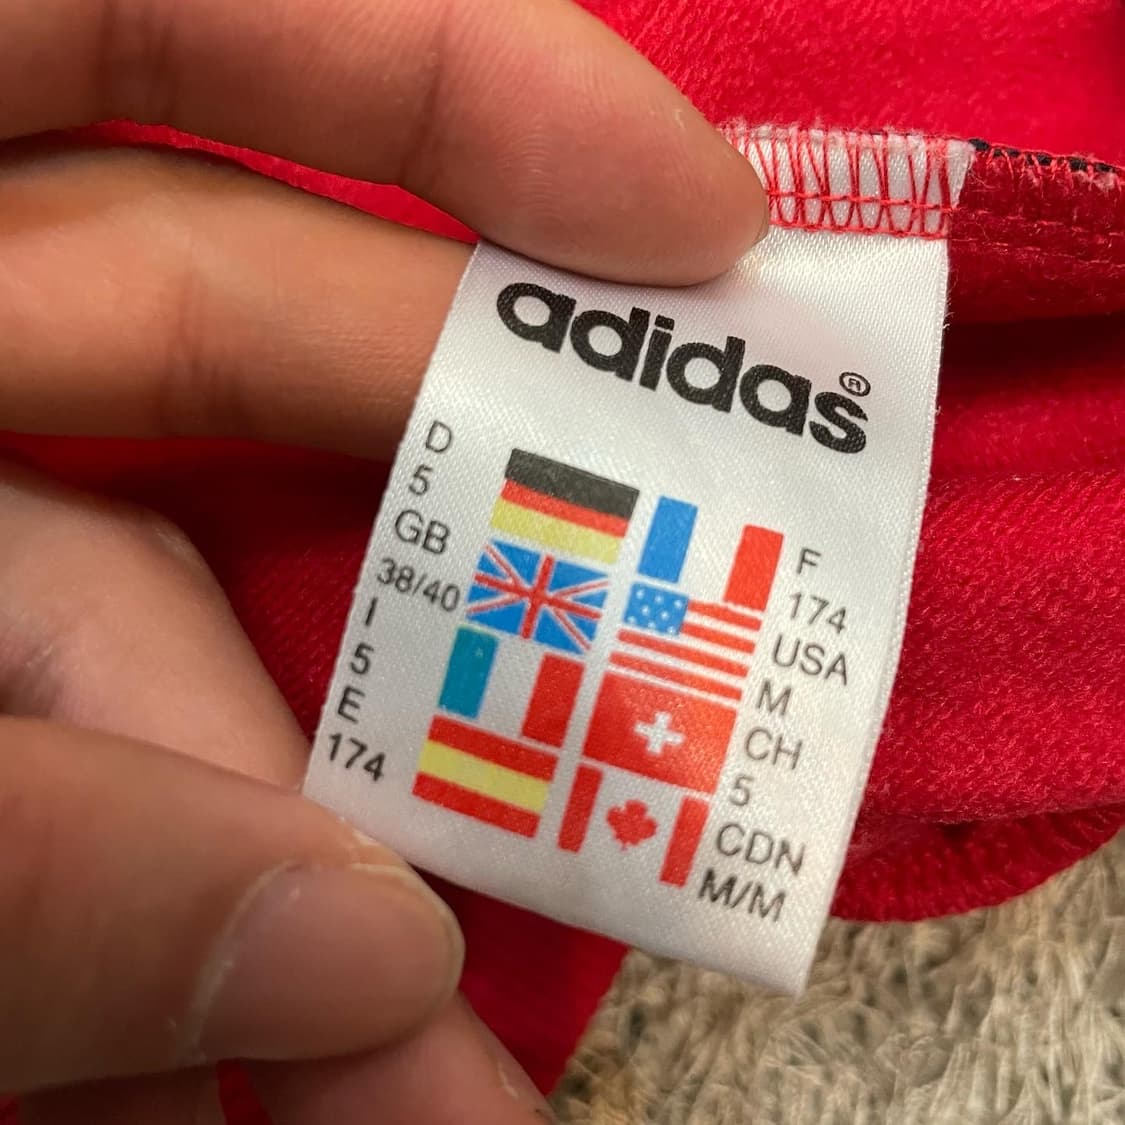 adidas®
D
5
GB
38/40
I
5
E
174
F
174
USA
M
CH
5
CDN
M/M